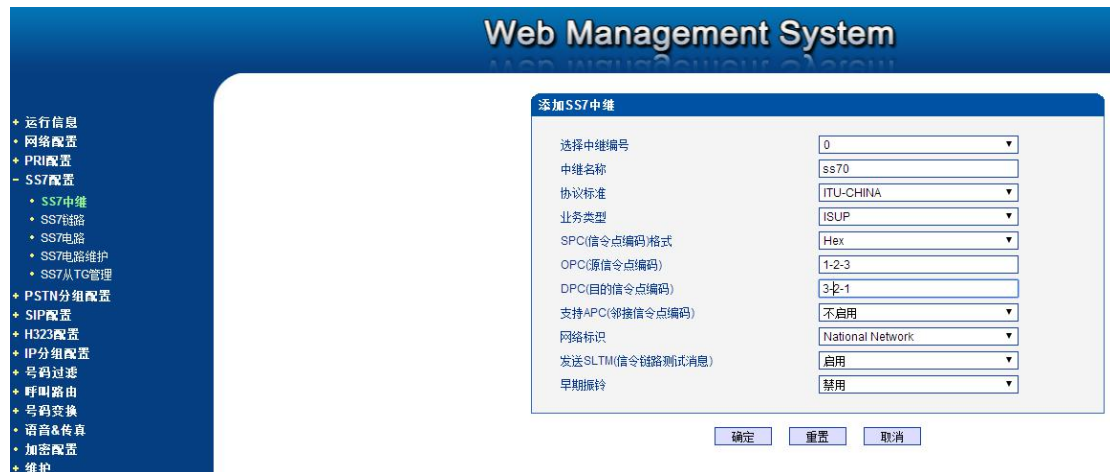 Web Management System
+ 运行信息
• 网络配置
+ PRI配置
- SS7配置
• SS7中继
• SS7链路
• SS7电路
• SS7电路维护
• SS7从TG管理
+ PSTN分组配置
+ SIP配置
+ H323配置
+ IP分组配置
+ 号码过滤
+ 呼叫路由
+ 号码变换
• 语音&传真
• 加密配置
+ 维护
添加SS7中继
选择中继编号 0
中继名称 ss70
协议标准 ITU-CHINA
业务类型 ISUP
SPC(信令点编码)格式 Hex
OPC(源信令点编码) 1-2-3
DPC(目的信令点编码) 3-2-1
支持APC(邻接信令点编码) 不启用
网络标识 National Network
发送SLTM(信令链路测试消息) 启用
早期振铃 禁用
确定 重置 取消